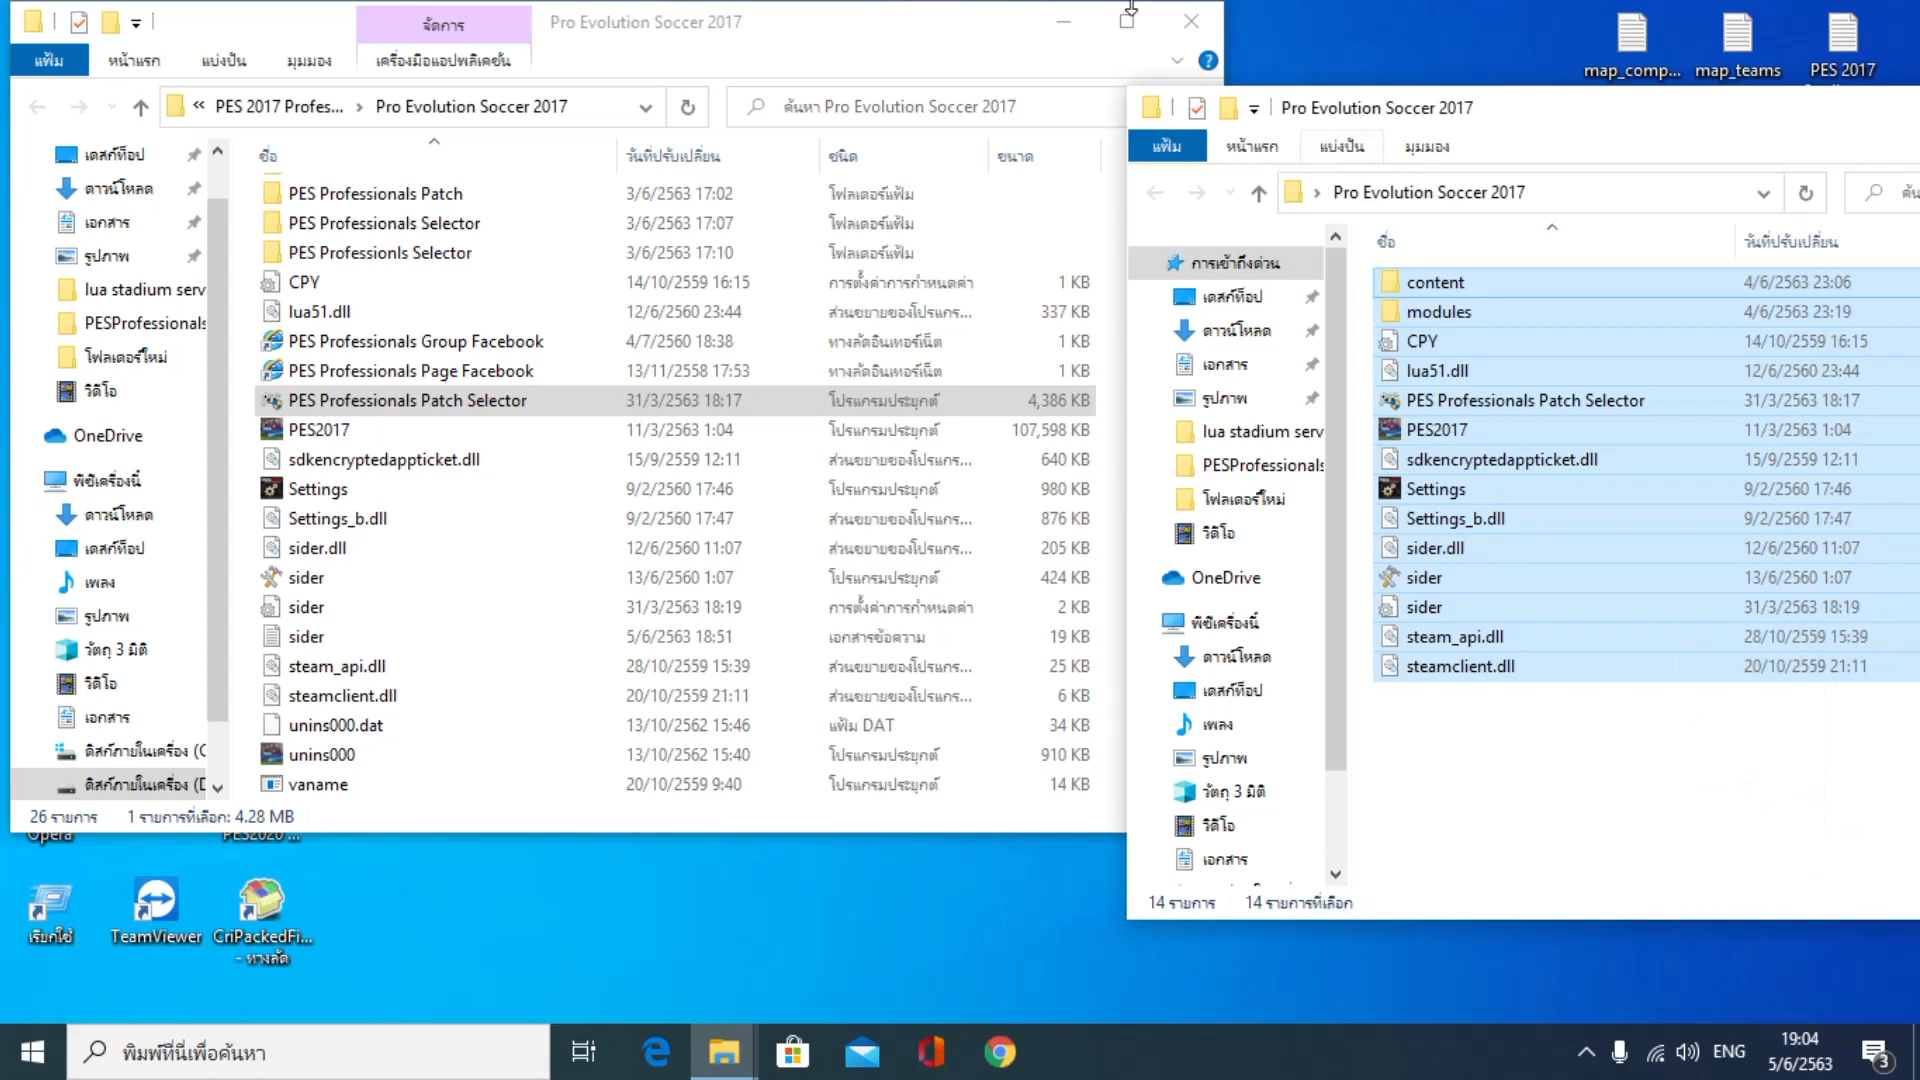 จัดการ
Pro Evolution Soccer 2017
แฟ้ม
หน้าแรก
แบ่งปัน
มุมมอง
เครื่องมือแอปพลิเคชัน
« PES 2017 Profes... › Pro Evolution Soccer 2017
ค้นหา Pro Evolution Soccer 2017
ชื่อ
วันที่ปรับเปลี่ยน
ชนิด
ขนาด
เดสก์ท็อป
ดาวน์โหลด
เอกสาร
รูปภาพ
lua stadium serv
PESProfessionals
โฟลเดอร์ใหม่
วิดีโอ
OneDrive
พีซีเครื่องนี้
ดาวน์โหลด
เดสก์ท็อป
เพลง
รูปภาพ
วัตถุ 3 มิติ
วิดีโอ
เอกสาร
ดิสก์ภายในเครื่อง (C
ดิสก์ภายในเครื่อง (D
PES Professionals Patch 3/6/2563 17:02 โฟลเดอร์แฟ้ม
PES Professionals Selector 3/6/2563 17:07 โฟลเดอร์แฟ้ม
PES Professionls Selector 3/6/2563 17:10 โฟลเดอร์แฟ้ม
CPY 14/10/2559 16:15 การตั้งค่าการกำหนดค่า 1 KB
lua51.dll 12/6/2560 23:44 ส่วนขยายของโปรแกร... 337 KB
PES Professionals Group Facebook 4/7/2560 18:38 ทางลัดอินเทอร์เน็ต 1 KB
PES Professionals Page Facebook 13/11/2558 17:53 ทางลัดอินเทอร์เน็ต 1 KB
PES Professionals Patch Selector 31/3/2563 18:17 โปรแกรมประยุกต์ 4,386 KB
PES2017 11/3/2563 1:04 โปรแกรมประยุกต์ 107,598 KB
sdkencryptedappticket.dll 15/9/2559 12:11 ส่วนขยายของโปรแกร... 640 KB
Settings 9/2/2560 17:46 โปรแกรมประยุกต์ 980 KB
Settings_b.dll 9/2/2560 17:47 ส่วนขยายของโปรแกร... 876 KB
sider.dll 12/6/2560 11:07 ส่วนขยายของโปรแกร... 205 KB
sider 13/6/2560 1:07 โปรแกรมประยุกต์ 424 KB
sider 31/3/2563 18:19 การตั้งค่าการกำหนดค่า 2 KB
sider 5/6/2563 18:51 เอกสารข้อความ 19 KB
steam_api.dll 28/10/2559 15:39 ส่วนขยายของโปรแกร... 25 KB
steamclient.dll 20/10/2559 21:11 ส่วนขยายของโปรแกร... 6 KB
unins000.dat 13/10/2562 15:46 แฟ้ม DAT 34 KB
unins000 13/10/2562 15:40 โปรแกรมประยุกต์ 910 KB
vaname 20/10/2559 9:40 โปรแกรมประยุกต์ 14 KB
26 รายการ
1 รายการที่เลือก: 4.28 MB
map_comp...
map_teams
PES 2017
Pro Evolution Soccer 2017
แฟ้ม
หน้าแรก
แบ่งปัน
มุมมอง
› Pro Evolution Soccer 2017
ค้น
ชื่อ
วันที่ปรับเปลี่ยน
การเข้าถึงด่วน
เดสก์ท็อป
ดาวน์โหลด
เอกสาร
รูปภาพ
lua stadium serv
PESProfessionals
โฟลเดอร์ใหม่
วิดีโอ
OneDrive
พีซีเครื่องนี้
ดาวน์โหลด
เดสก์ท็อป
เพลง
รูปภาพ
วัตถุ 3 มิติ
วิดีโอ
เอกสาร
content 4/6/2563 23:06
modules 4/6/2563 23:19
CPY 14/10/2559 16:15
lua51.dll 12/6/2560 23:44
PES Professionals Patch Selector 31/3/2563 18:17
PES2017 11/3/2563 1:04
sdkencryptedappticket.dll 15/9/2559 12:11
Settings 9/2/2560 17:46
Settings_b.dll 9/2/2560 17:47
sider.dll 12/6/2560 11:07
sider 13/6/2560 1:07
sider 31/3/2563 18:19
steam_api.dll 28/10/2559 15:39
steamclient.dll 20/10/2559 21:11
14 รายการ
14 รายการที่เลือก
Opera
PES2020 ...
เรียกใช้
TeamViewer
CriPackedFi...
- ทางลัด
พิมพ์ที่นี่เพื่อค้นหา
ENG
19:04
5/6/2563
3